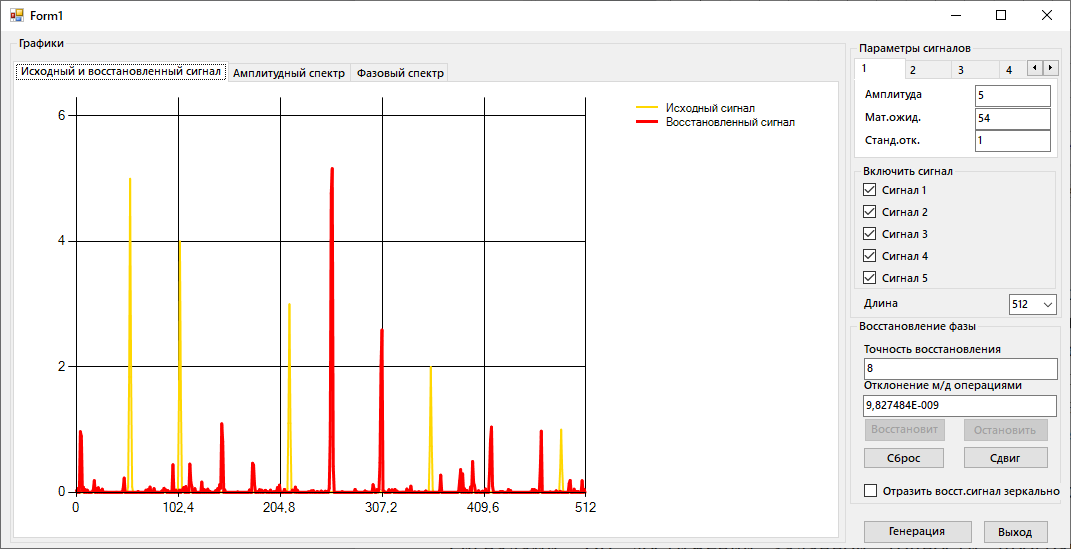 Form1
Графики
Исходный и восстановленный сигнал
Амплитудный спектр
Фазовый спектр
6
4
2
0
0
102,4
204,8
307,2
409,6
512
Исходный сигнал
Восстановленный сигнал
Параметры сигналов
1
2
3
4
Амплитуда
5
Мат.ожид.
54
Станд.отк.
1
Включить сигнал
Сигнал 1
Сигнал 2
Сигнал 3
Сигнал 4
Сигнал 5
Длина
512
Восстановление фазы
Точность восстановления
8
Отклонение м/д операциями
9,827484E-009
Восстановит
Остановить
Сброс
Сдвиг
Отразить восст.сигнал зеркально
Генерация
Выход